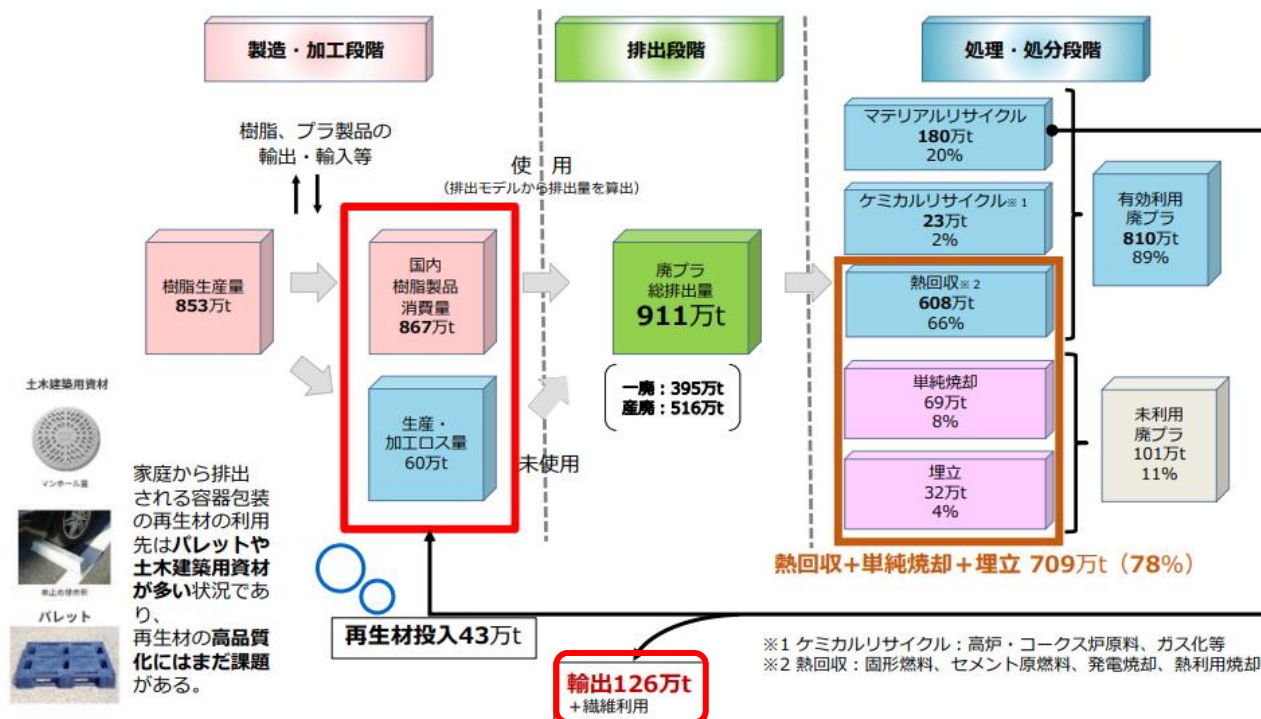 製造・加工段階
排出段階
処理・処分段階
樹脂、プラ製品の
輸出・輸入等
使 用
(排出モデルから排出量を算出)
樹脂生産量
853万t
国内
樹脂製品
消費量
867万t
生産・
加工ロス量
60万t
未使用
廃プラ
総排出量
911万t
一廃:395万t
産廃:516万t
マテリアルリサイクル
180万t
20%
ケミカルリサイクル※1
23万t
2%
熱回収※2
608万t
66%
単純焼却
69万t
8%
埋立
32万t
4%
有効利用
廃プラ
810万t
89%
未利用
廃プラ
101万t
11%
熱回収+単純焼却+埋立 709万t(78%)
土木建築用資材
マンホール蓋
パレット
家庭から排出
される容器包装
の再生材の利用
先はパレットや
土木建築用資材
が多い状況であ
り、
再生材の高品質
化にはまだ課題
がある。
再生材投入43万t
輸出126万t
+繊維利用
※1 ケミカルリサイクル:高炉・コークス炉原料、ガス化等
※2 熱回収:固形燃料、セメント原燃料、発電焼却、熱利用焼却